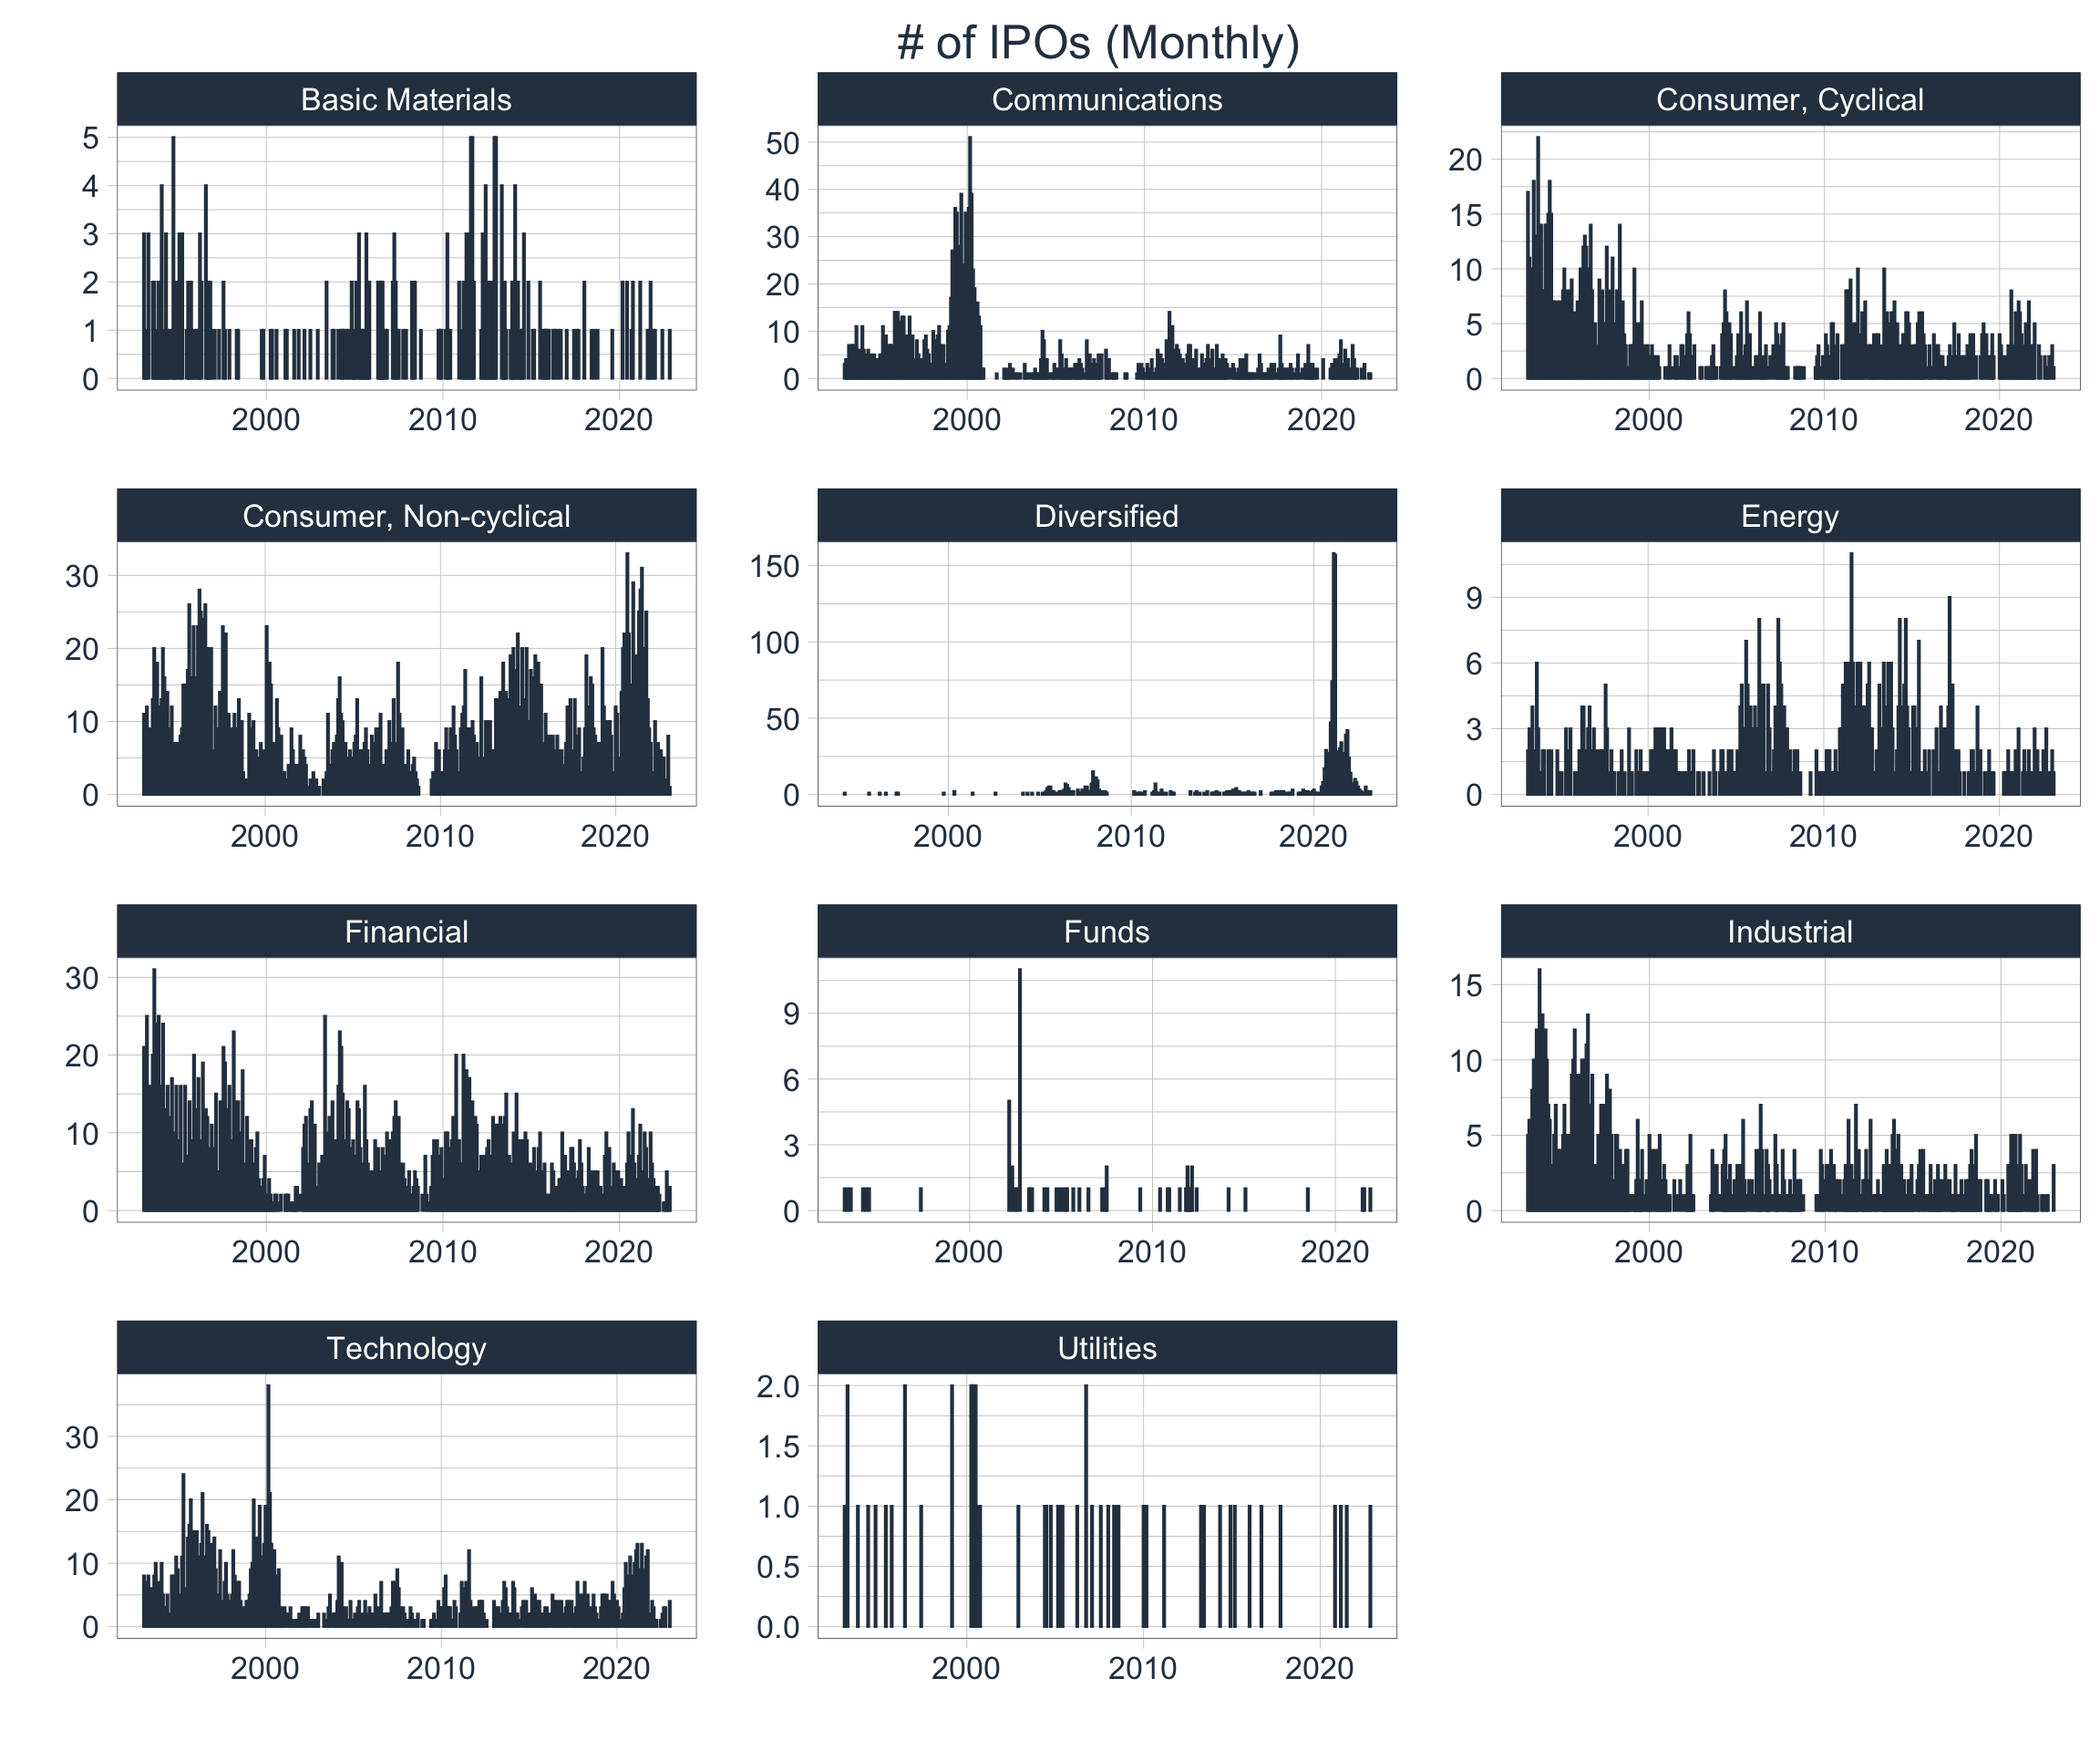 # of IPOs (Monthly)
Basic Materials
5
4
3
2
1
0
2000 2010 2020
Communications
50
40
30
20
10
0
2000 2010 2020
Consumer, Cyclical
20
15
10
5
0
2000 2010 2020
Consumer, Non-cyclical
30
20
10
0
2000 2010 2020
Diversified
150
100
50
0
2000 2010 2020
Energy
9
6
3
0
2000 2010 2020
Financial
30
20
10
0
2000 2010 2020
Funds
9
6
3
0
2000 2010 2020
Industrial
15
10
5
0
2000 2010 2020
Technology
30
20
10
0
2000 2010 2020
Utilities
2.0
1.5
1.0
0.5
0.0
2000 2010 2020